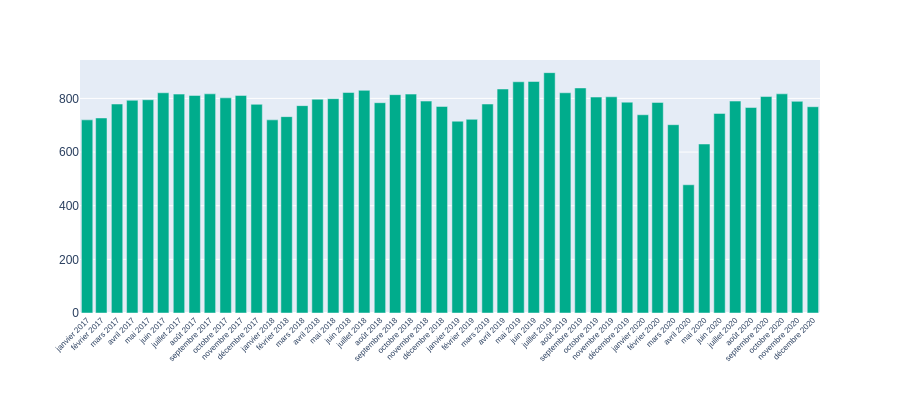 800
600
400
200
0
janvier 2017
février 2017
mars 2017
avril 2017
mai 2017
juin 2017
juillet 2017
août 2017
septembre 2017
octobre 2017
novembre 2017
décembre 2017
janvier 2018
février 2018
mars 2018
avril 2018
mai 2018
juin 2018
juillet 2018
août 2018
septembre 2018
octobre 2018
novembre 2018
décembre 2018
janvier 2019
février 2019
mars 2019
avril 2019
mai 2019
juin 2019
juillet 2019
août 2019
septembre 2019
octobre 2019
novembre 2019
décembre 2019
janvier 2020
février 2020
mars 2020
avril 2020
mai 2020
juin 2020
juillet 2020
août 2020
septembre 2020
octobre 2020
novembre 2020
décembre 2020